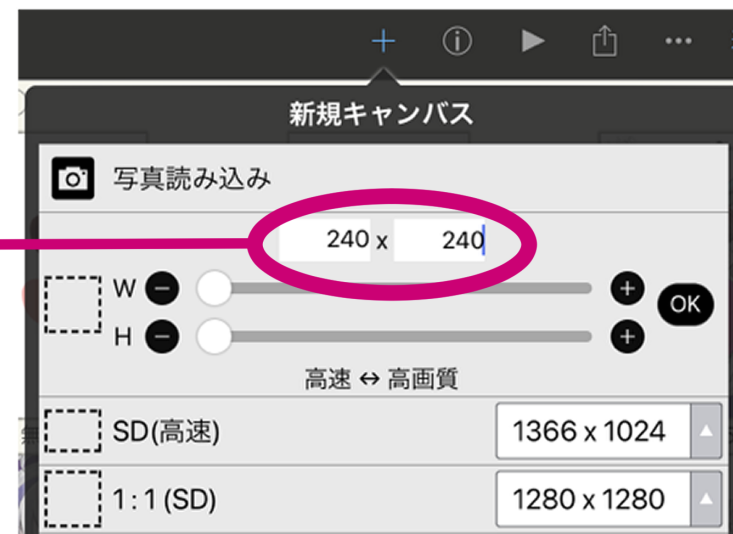 新規キャンバス
写真読み込み
240 x 240
W
OK
H
高速 ↔ 高画質
SD(高速) 1366 x 1024
1 : 1 (SD) 1280 x 1280